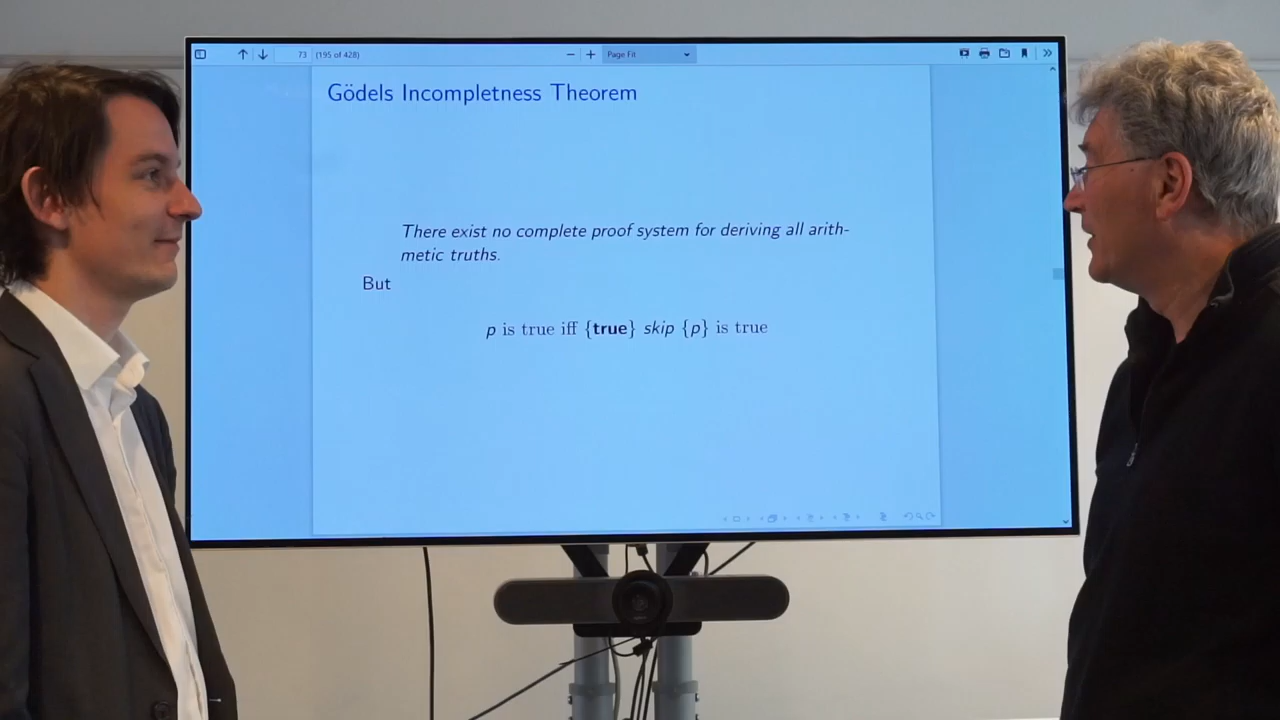 73 (195 of 428)
Page Fit
Gödels Incompletness Theorem
There exist no complete proof system for deriving all arith-
metic truths.
But
p is true iff {true} skip {p} is true